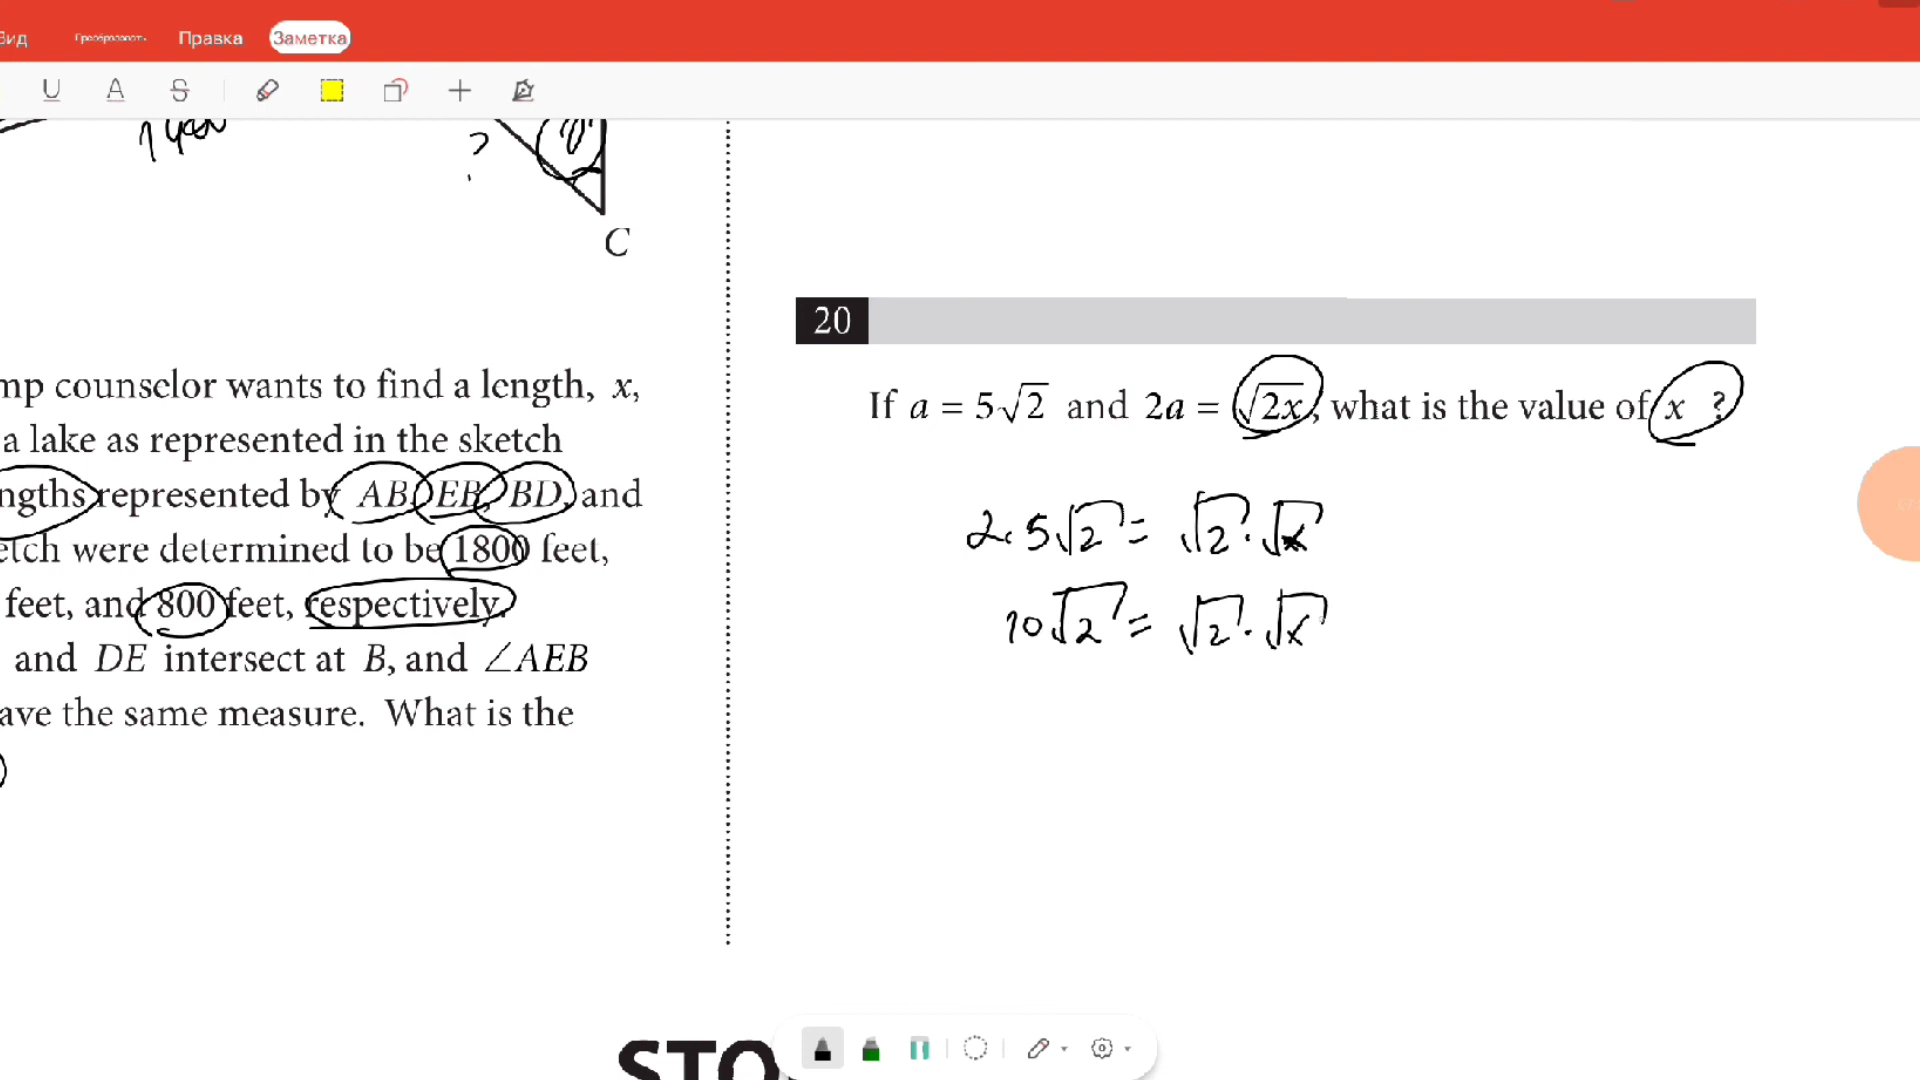 Вид Преобразовать Правка Заметка
1400
?
C
mp counselor wants to find a length, x,
a lake as represented in the sketch
ngths represented by AB, EB, BD, and
etch were determined to be 1800 feet,
feet, and 800 feet, respectively.
and DE intersect at B, and ∠AEB
ave the same measure. What is the
20
If a = 5√2 and 2a = √2x, what is the value of x ?
2·5√2 = √2·√x
10√2 = √2·√x
STO